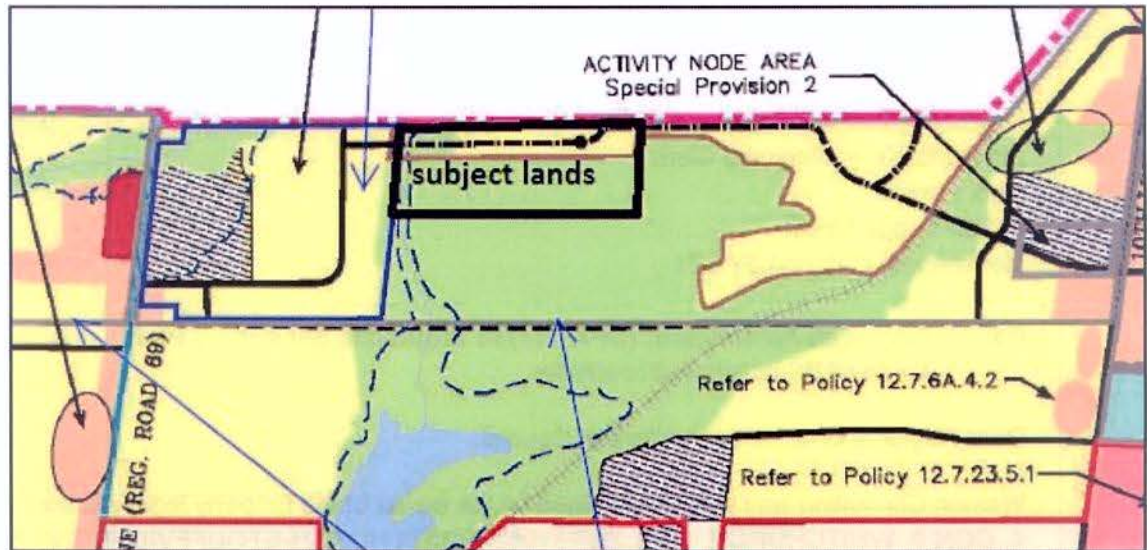 ACTIVITY NODE AREA
Special Provision 2
subject lands
Refer to Policy 12.7.6A.4.2
Refer to Policy 12.7.23.5.1
NE (REG. ROAD 69)